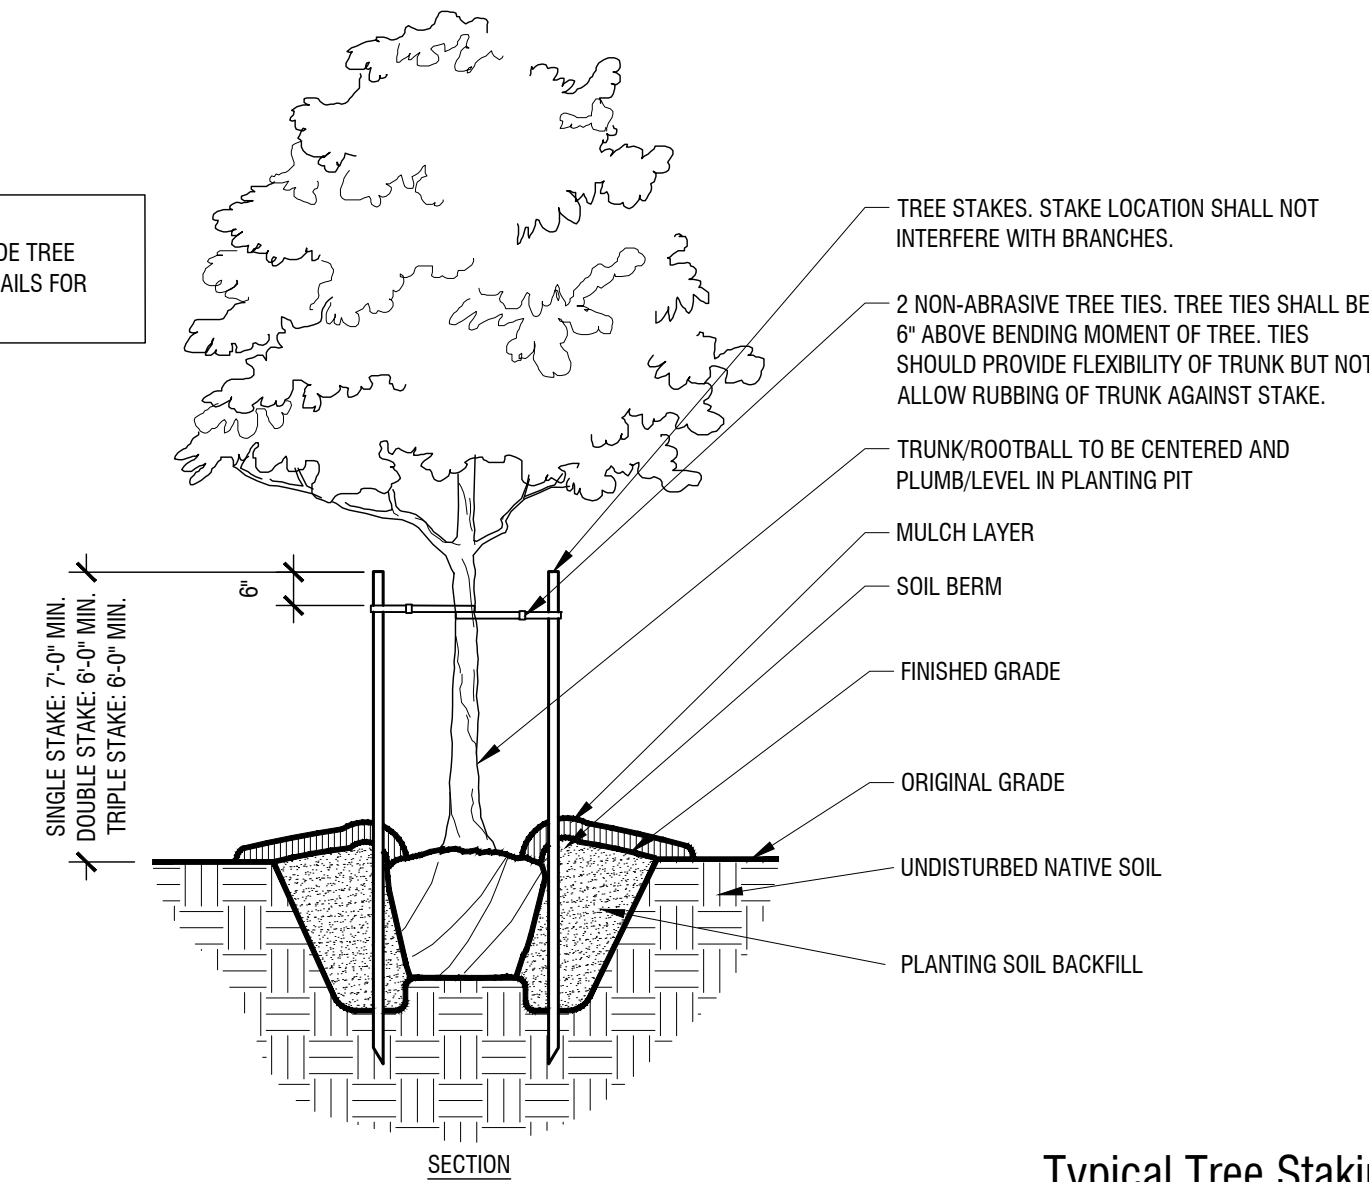 DE TREE
AILS FOR
TREE STAKES. STAKE LOCATION SHALL NOT
INTERFERE WITH BRANCHES.
2 NON-ABRASIVE TREE TIES. TREE TIES SHALL BE
6" ABOVE BENDING MOMENT OF TREE. TIES
SHOULD PROVIDE FLEXIBILITY OF TRUNK BUT NOT
ALLOW RUBBING OF TRUNK AGAINST STAKE.
TRUNK/ROOTBALL TO BE CENTERED AND
PLUMB/LEVEL IN PLANTING PIT
MULCH LAYER
SOIL BERM
FINISHED GRADE
ORIGINAL GRADE
UNDISTURBED NATIVE SOIL
PLANTING SOIL BACKFILL
6"
SINGLE STAKE: 7'-0" MIN.
DOUBLE STAKE: 6'-0" MIN.
TRIPLE STAKE: 6'-0" MIN.
SECTION
Typical Tree Stakin